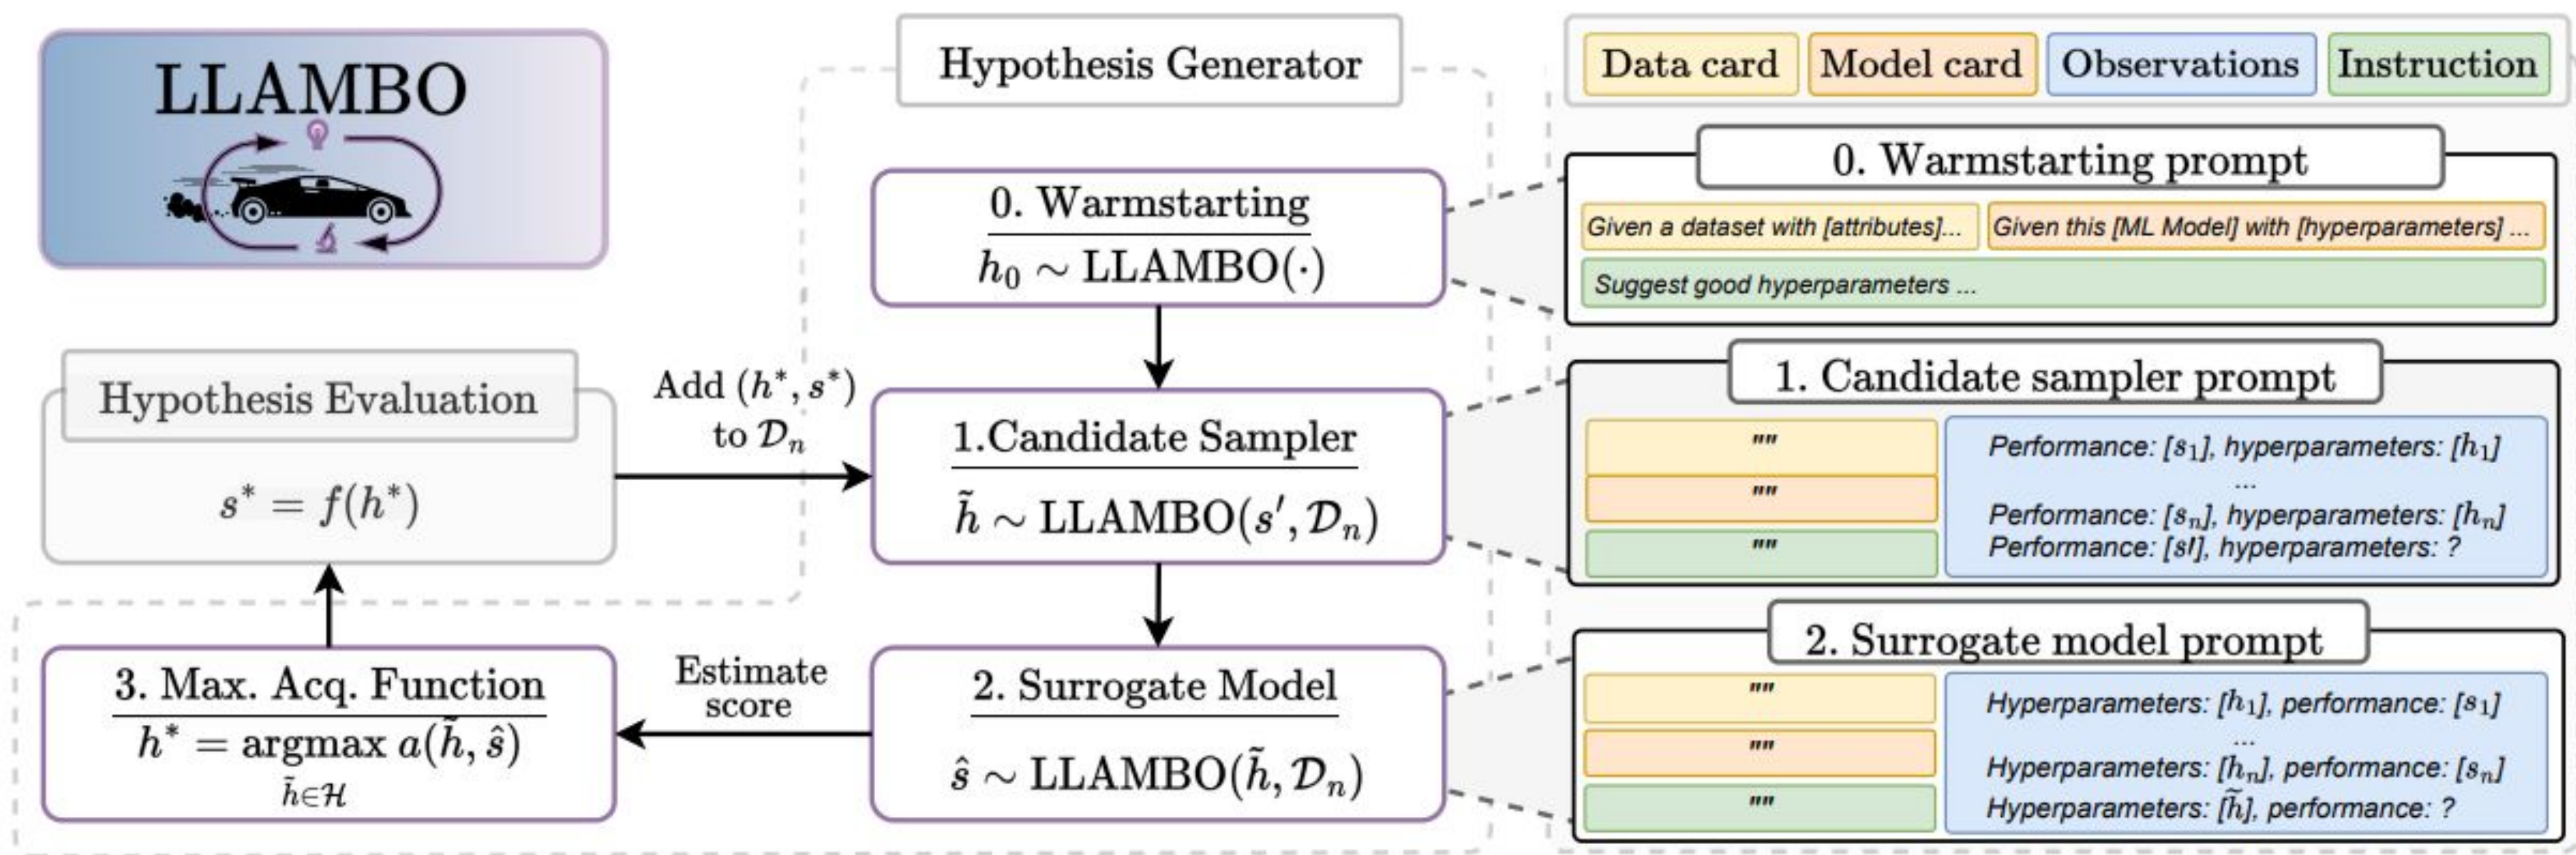 LLAMBO
Hypothesis Generator
0. Warmstarting
h₀ ∼ LLAMBO(·)
Hypothesis Evaluation
s* = f(h*)
Add (h*, s*)
to 𝒟ₙ
1.Candidate Sampler
h̃ ∼ LLAMBO(s′, 𝒟ₙ)
3. Max. Acq. Function
h* = argmax a(h̃, ŝ)
h̃∈ℋ
Estimate
score
2. Surrogate Model
ŝ ∼ LLAMBO(h̃, 𝒟ₙ)
Data card
Model card
Observations
Instruction
0. Warmstarting prompt
Given a dataset with [attributes]...
Given this [ML Model] with [hyperparameters] ...
Suggest good hyperparameters ...
1. Candidate sampler prompt
""
""
""
Performance: [s₁], hyperparameters: [h₁]
...
Performance: [sₙ], hyperparameters: [hₙ]
Performance: [s′], hyperparameters: ?
2. Surrogate model prompt
""
""
""
Hyperparameters: [h₁], performance: [s₁]
...
Hyperparameters: [hₙ], performance: [sₙ]
Hyperparameters: [h̃], performance: ?